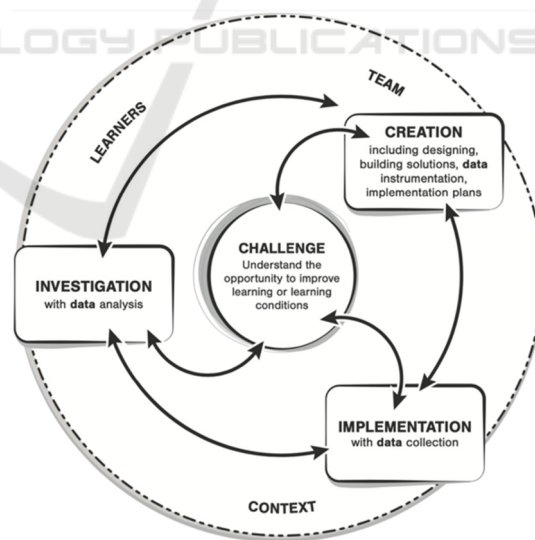 LOGY PUBLICATIONS
TEAM
LEARNERS
CREATION
including designing,
building solutions, data
instrumentation,
implementation plans
CHALLENGE
Understand the
opportunity to improve
learning or learning
conditions
INVESTIGATION
with data analysis
IMPLEMENTATION
with data collection
CONTEXT